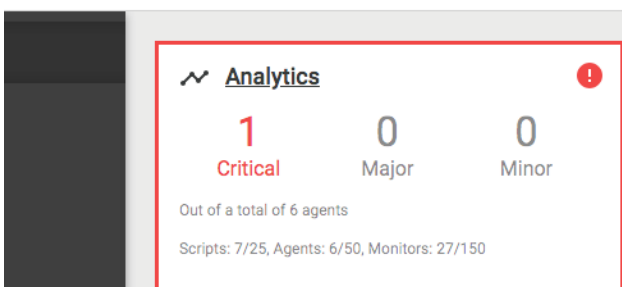 Analytics
1 0 0
Critical Major Minor
Out of a total of 6 agents
Scripts: 7/25, Agents: 6/50, Monitors: 27/150